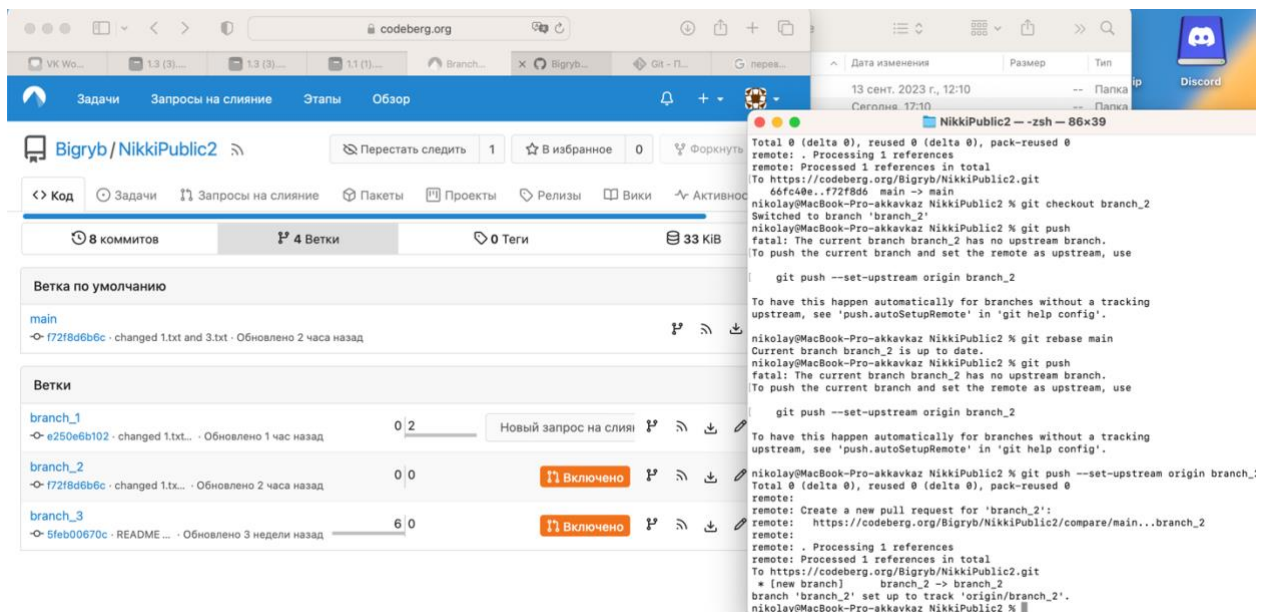 codeberg.org
VK Wo...
1.3 (3)....
1.3 (3)....
1.1 (1)....
Branch...
Bigryb...
Git - П...
перев...
Дата изменения
Размер
Тип
13 сент. 2023 г., 12:10
--
Папка
Сегодня, 17:10
--
Папка
ip
Discord
Задачи
Запросы на слияние
Этапы
Обзор
Bigryb / NikkiPublic2
Перестать следить
1
В избранное
0
Форкнуть
Код
Задачи
Запросы на слияние
Пакеты
Проекты
Релизы
Вики
Активнос
8 коммитов
4 Ветки
0 Теги
33 KiB
Ветка по умолчанию
main
f72f8d6b6c · changed 1.txt and 3.txt · Обновлено 2 часа назад
Ветки
branch_1
e250e6b102 · changed 1.txt... · Обновлено 1 час назад
0 2
Новый запрос на слия
branch_2
f72f8d6b6c · changed 1.tx... · Обновлено 2 часа назад
0 0
Включено
branch_3
5feb00670c · README ... · Обновлено 3 недели назад
6 0
Включено
NikkiPublic2 — -zsh — 86×39
Total 0 (delta 0), reused 0 (delta 0), pack-reused 0
remote: . Processing 1 references
remote: Processed 1 references in total
To https://codeberg.org/Bigryb/NikkiPublic2.git
66fc40e..f72f8d6 main -> main
nikolay@MacBook-Pro-akkavkaz NikkiPublic2 % git checkout branch_2
Switched to branch 'branch_2'
nikolay@MacBook-Pro-akkavkaz NikkiPublic2 % git push
fatal: The current branch branch_2 has no upstream branch.
To push the current branch and set the remote as upstream, use
git push --set-upstream origin branch_2
To have this happen automatically for branches without a tracking
upstream, see 'push.autoSetupRemote' in 'git help config'.
nikolay@MacBook-Pro-akkavkaz NikkiPublic2 % git rebase main
Current branch branch_2 is up to date.
nikolay@MacBook-Pro-akkavkaz NikkiPublic2 % git push
fatal: The current branch branch_2 has no upstream branch.
To push the current branch and set the remote as upstream, use
git push --set-upstream origin branch_2
To have this happen automatically for branches without a tracking
upstream, see 'push.autoSetupRemote' in 'git help config'.
nikolay@MacBook-Pro-akkavkaz NikkiPublic2 % git push --set-upstream origin branch_2
Total 0 (delta 0), reused 0 (delta 0), pack-reused 0
remote:
remote: Create a new pull request for 'branch_2':
remote: https://codeberg.org/Bigryb/NikkiPublic2/compare/main...branch_2
remote:
remote: . Processing 1 references
remote: Processed 1 references in total
To https://codeberg.org/Bigryb/NikkiPublic2.git
* [new branch] branch_2 -> branch_2
branch 'branch_2' set up to track 'origin/branch_2'.
nikolay@MacBook-Pro-akkavkaz NikkiPublic2 %